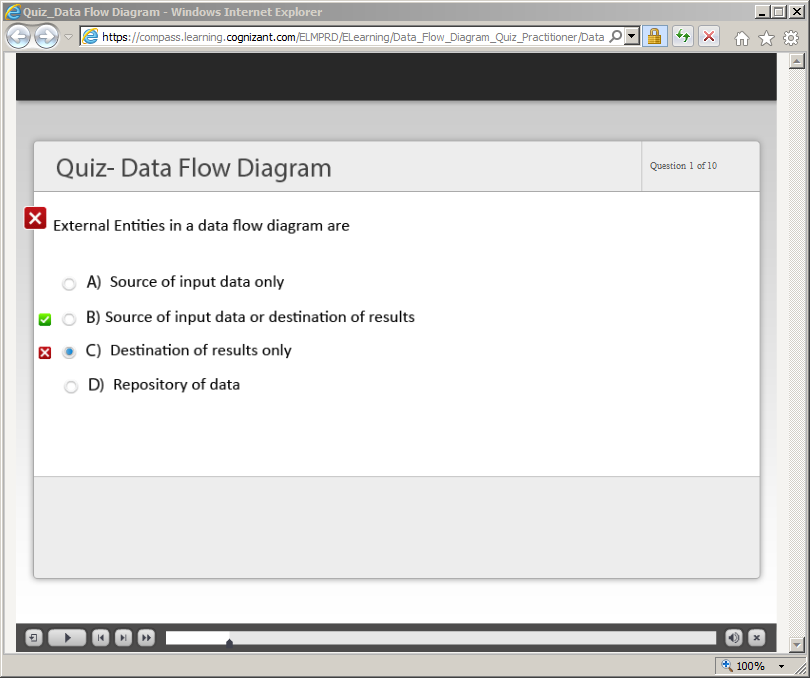 Quiz_Data Flow Diagram - Windows Internet Explorer
https://compass.learning.cognizant.com/ELMPRD/ELearning/Data_Flow_Diagram_Quiz_Practitioner/Data
Quiz- Data Flow Diagram
Question 1 of 10
External Entities in a data flow diagram are
A) Source of input data only
B) Source of input data or destination of results
C) Destination of results only
D) Repository of data
100%